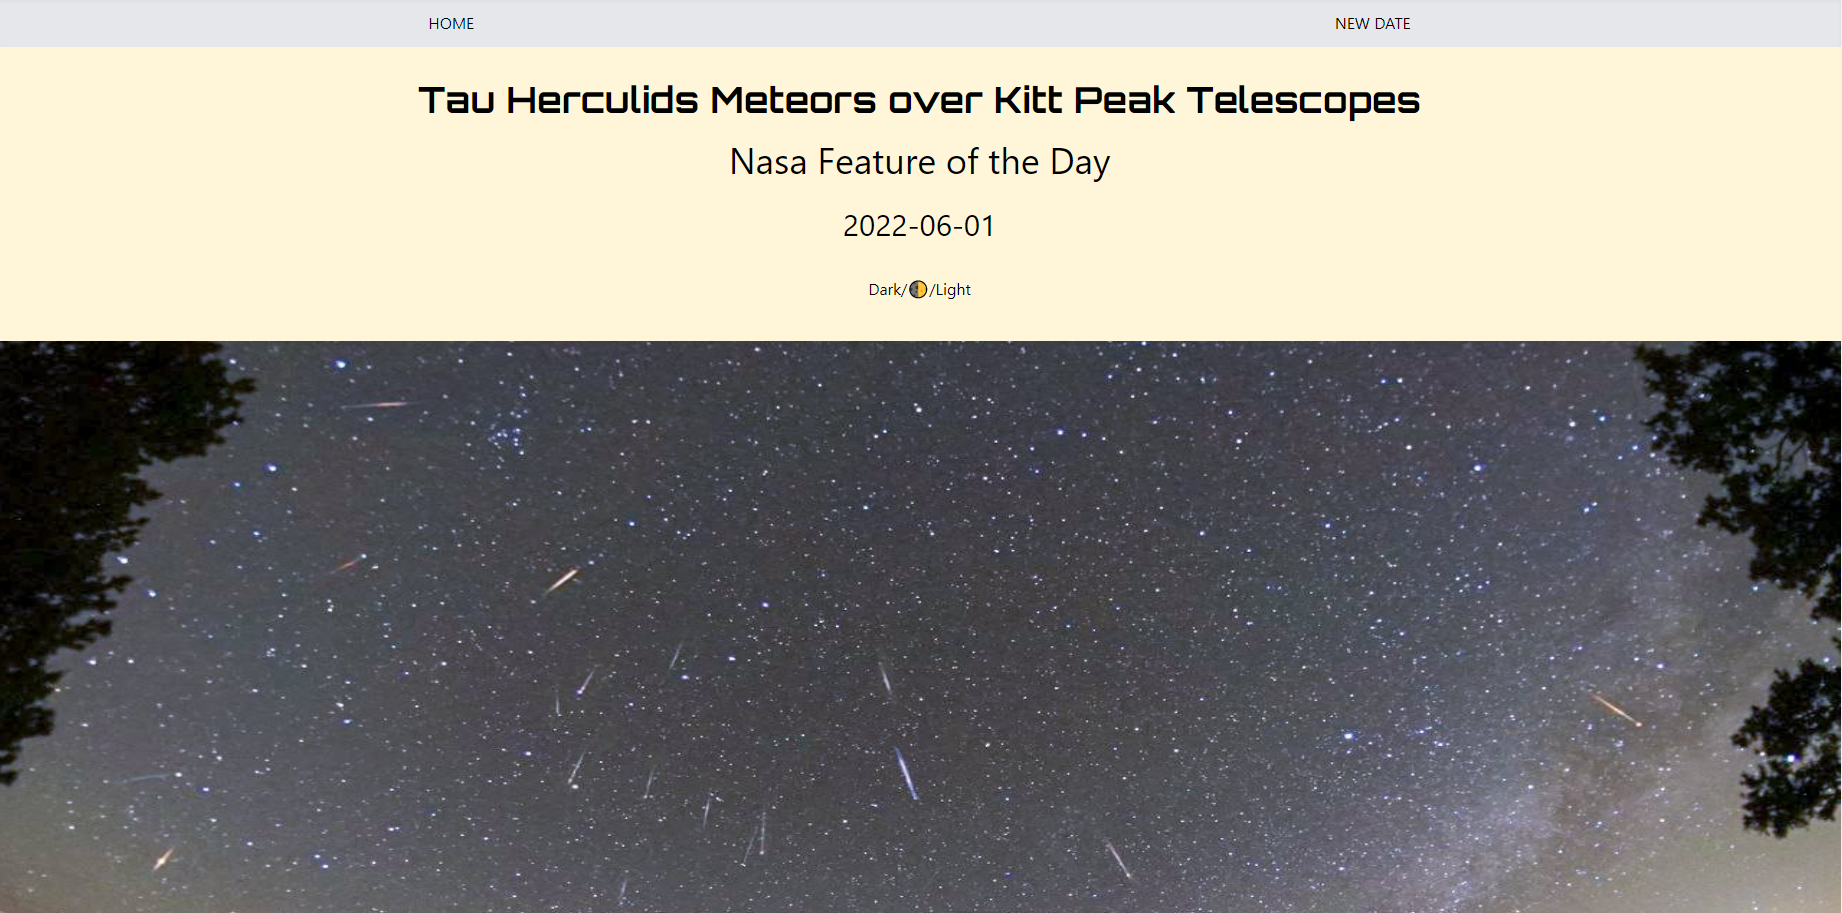 HOME
NEW DATE
Tau Herculids Meteors over Kitt Peak Telescopes
Nasa Feature of the Day
2022-06-01
Dark/🌗/Light